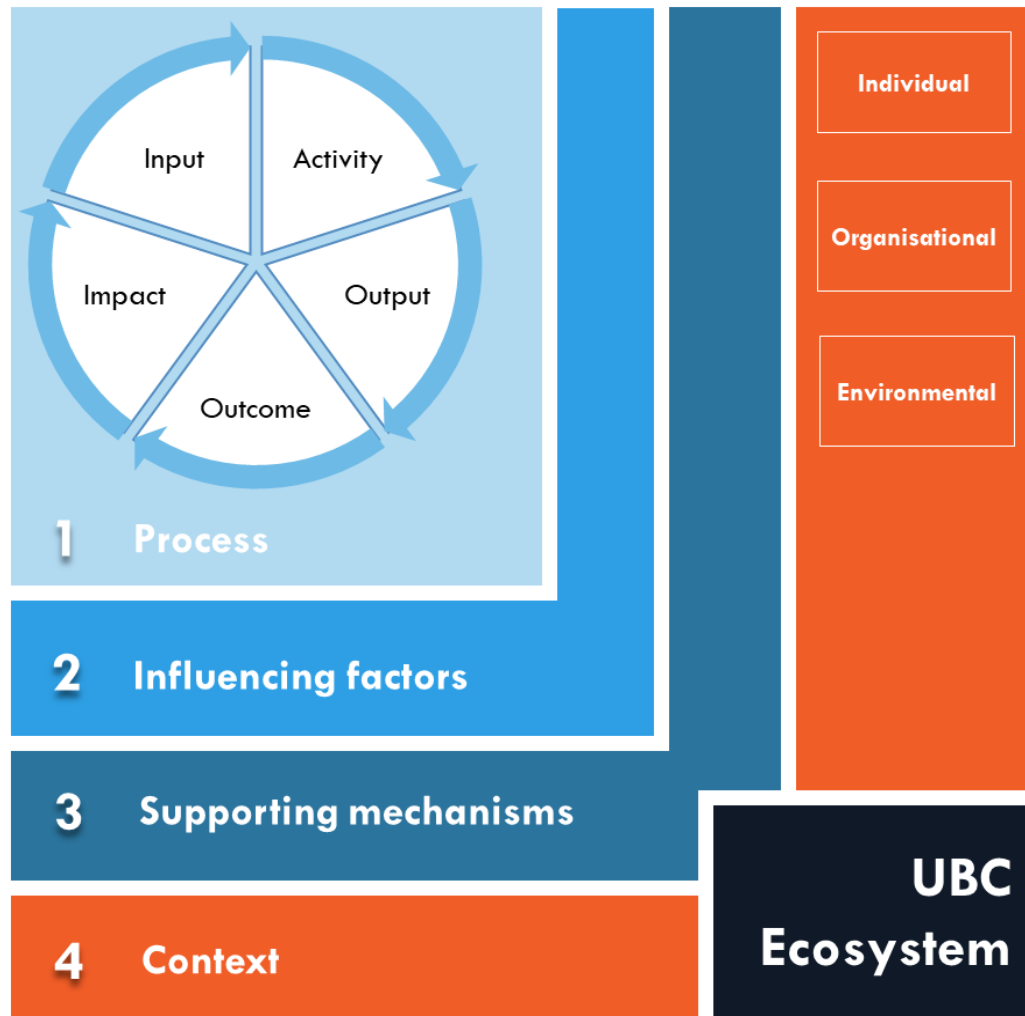 Input
Activity
Impact
Output
Outcome
1 Process
2 Influencing factors
3 Supporting mechanisms
4 Context
Individual
Organisational
Environmental
UBC
Ecosystem